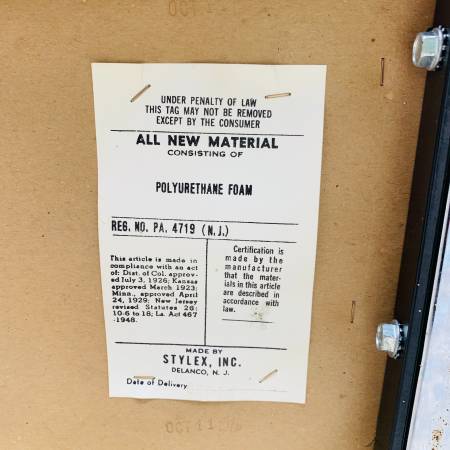 UNDER PENALTY OF LAW
THIS TAG MAY NOT BE REMOVED
EXCEPT BY THE CONSUMER
ALL NEW MATERIAL
CONSISTING OF
POLYURETHANE FOAM
REG. NO. PA. 4719 (N.J.)
This article is made in
compliance with an act
of: Dist. of Col. approv-
ed July 3, 1926; Kansas
approved March 1923;
Minn., approved April
24, 1929; New Jersey
revised Statutes 26:
10-6 to 18; La. Act 467
1948.
Certification is
made by the
manufacturer
that the mater-
ials in this article
are described in
accordance with
law.
MADE BY
STYLEX, INC.
DELANCO, N. J.
Date of Delivery
OCT 11